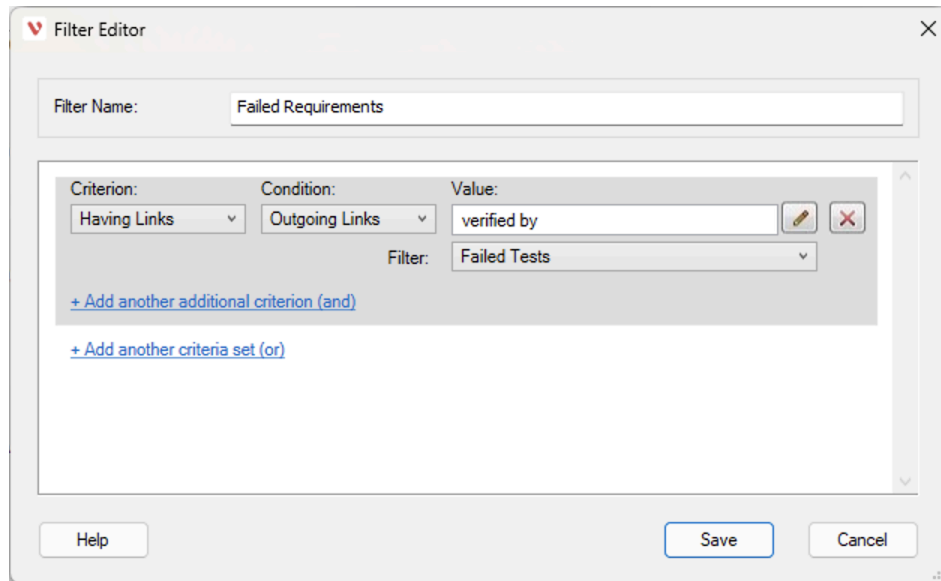 Filter Editor
Filter Name: Failed Requirements
Criterion: Condition: Value:
Having Links Outgoing Links verified by
Filter: Failed Tests
+ Add another additional criterion (and)
+ Add another criteria set (or)
Help Save Cancel